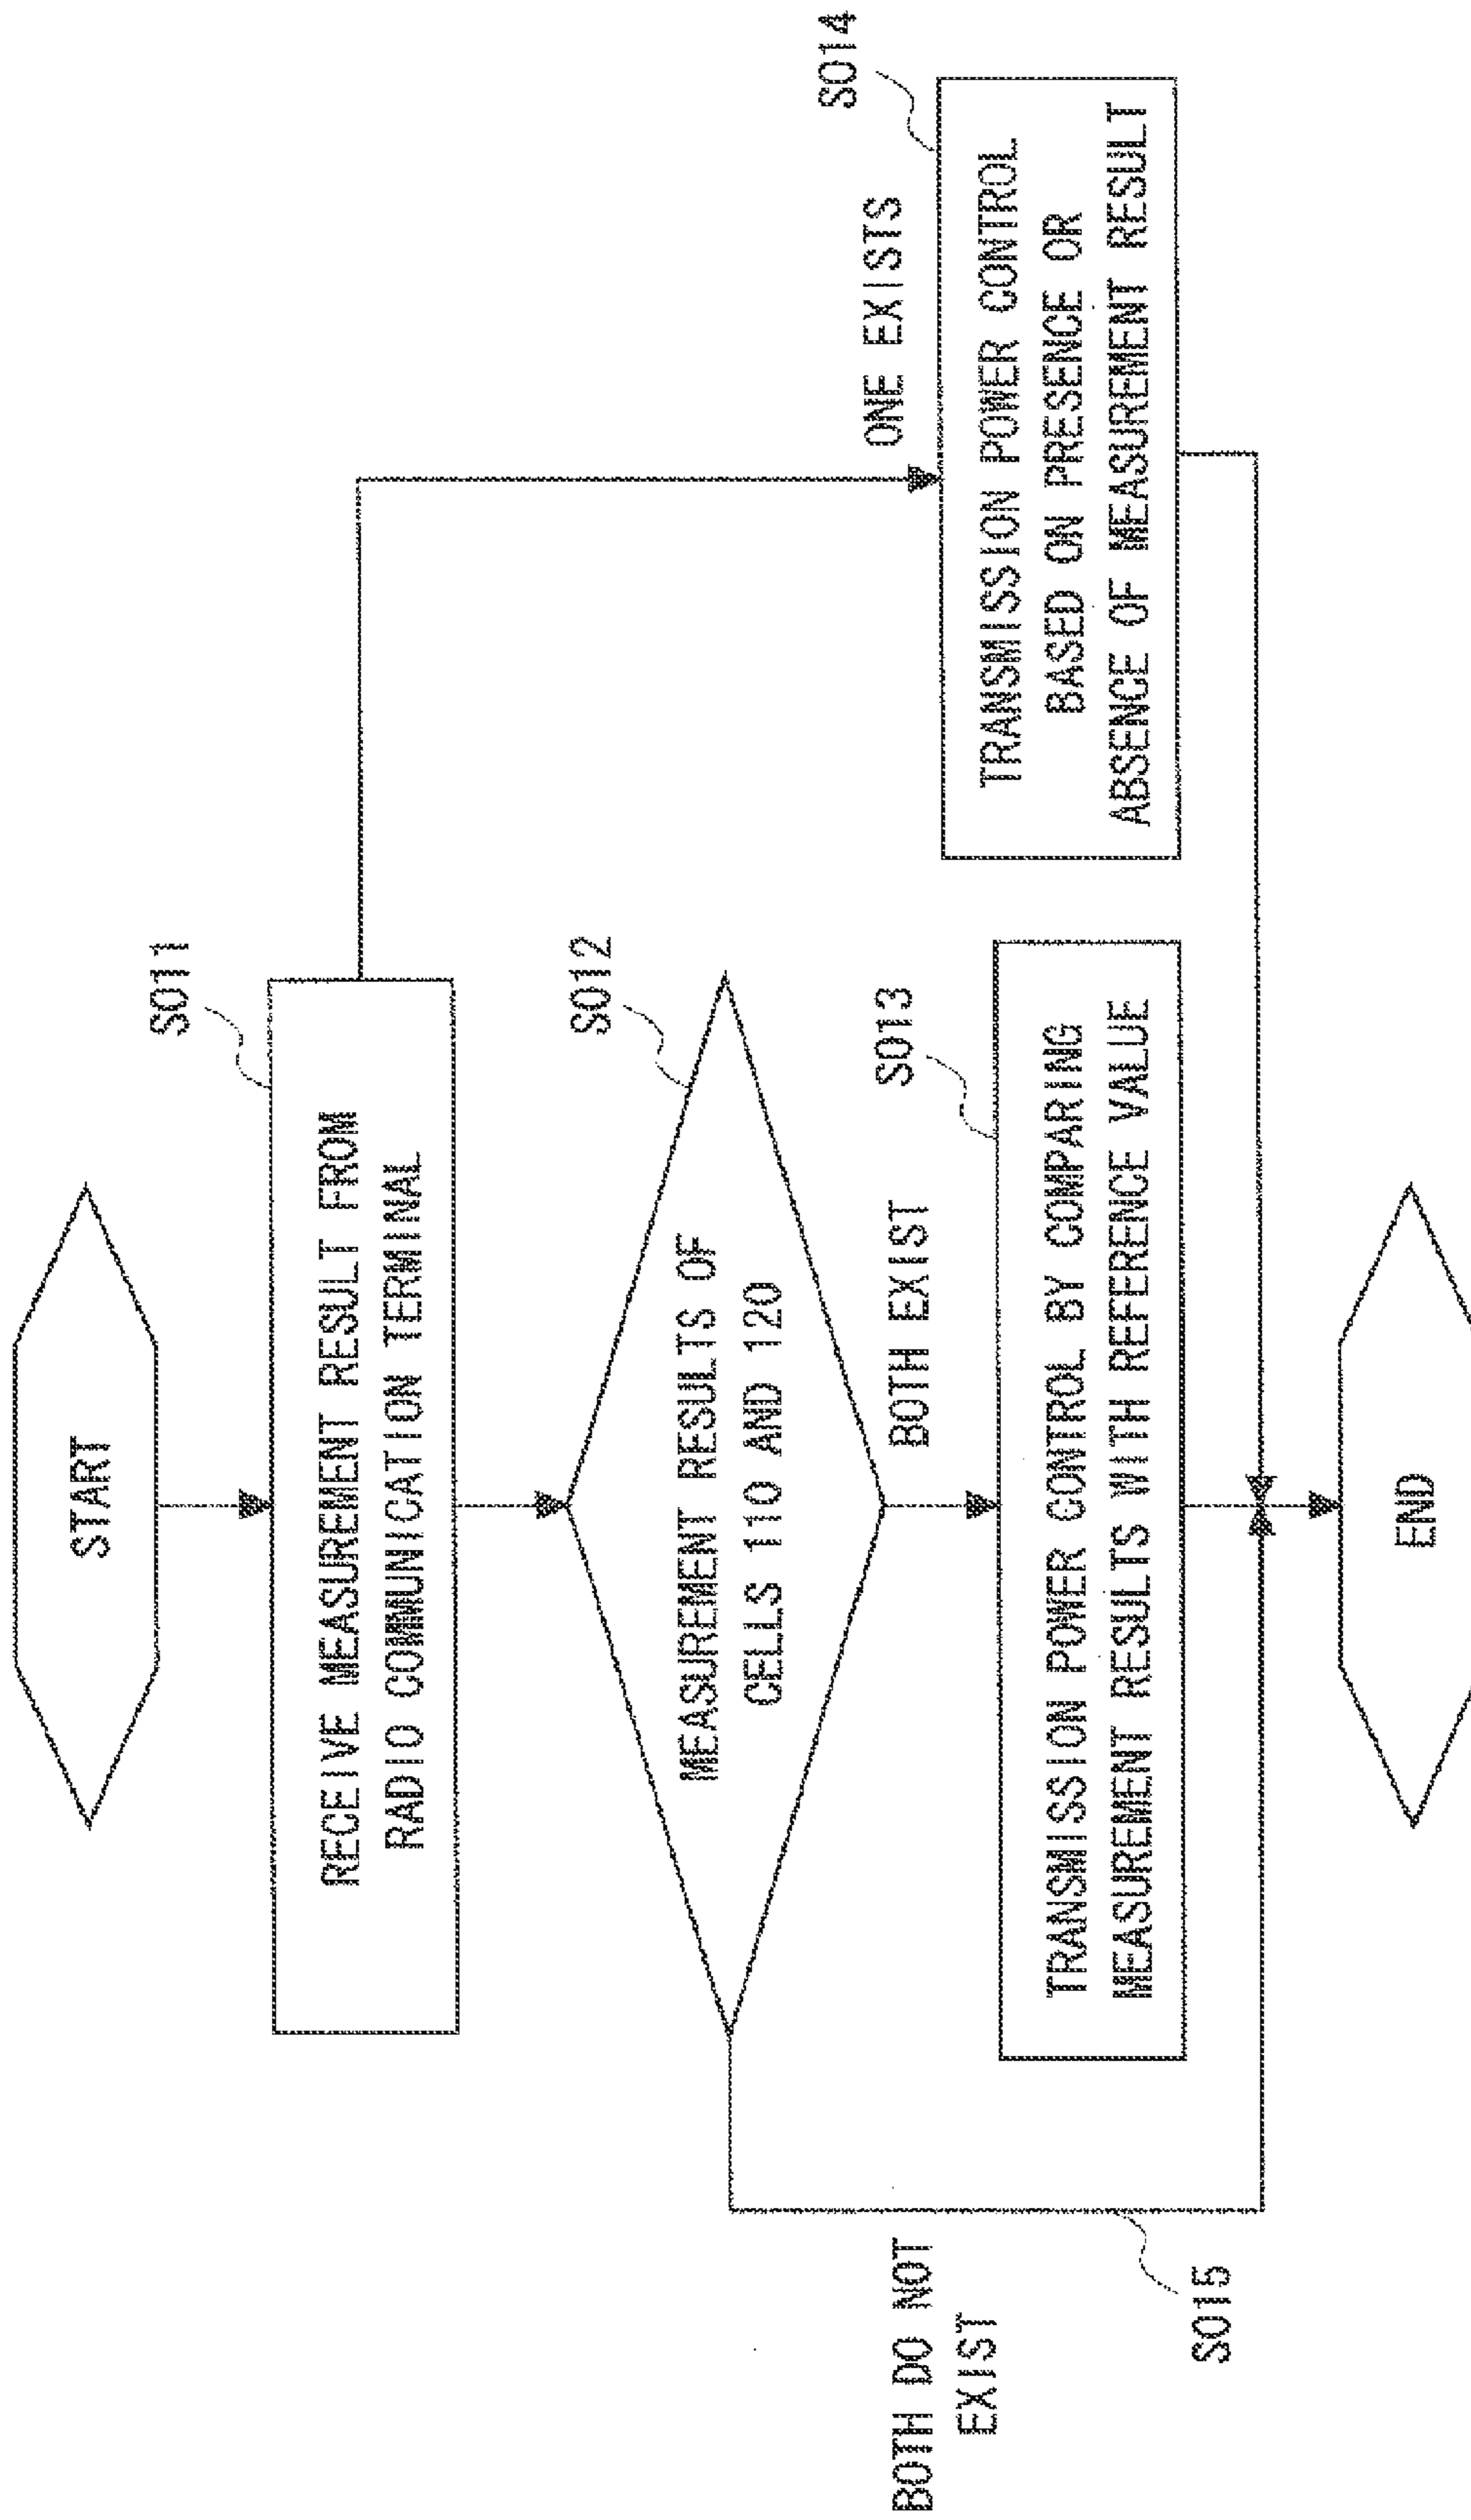 START
S011
RECEIVE MEASUREMENT RESULT FROM
RADIO COMMUNICATION TERMINAL
S012
MEASUREMENT RESULTS OF
CELLS 110 AND 120
BOTH DO NOT
EXIST
BOTH EXIST
ONE EXISTS
S013
TRANSMISSION POWER CONTROL BY COMPARING
MEASUREMENT RESULTS WITH REFERENCE VALUE
S014
TRANSMISSION POWER CONTROL
BASED ON PRESENCE OR
ABSENCE OF MEASUREMENT RESULT
S015
END